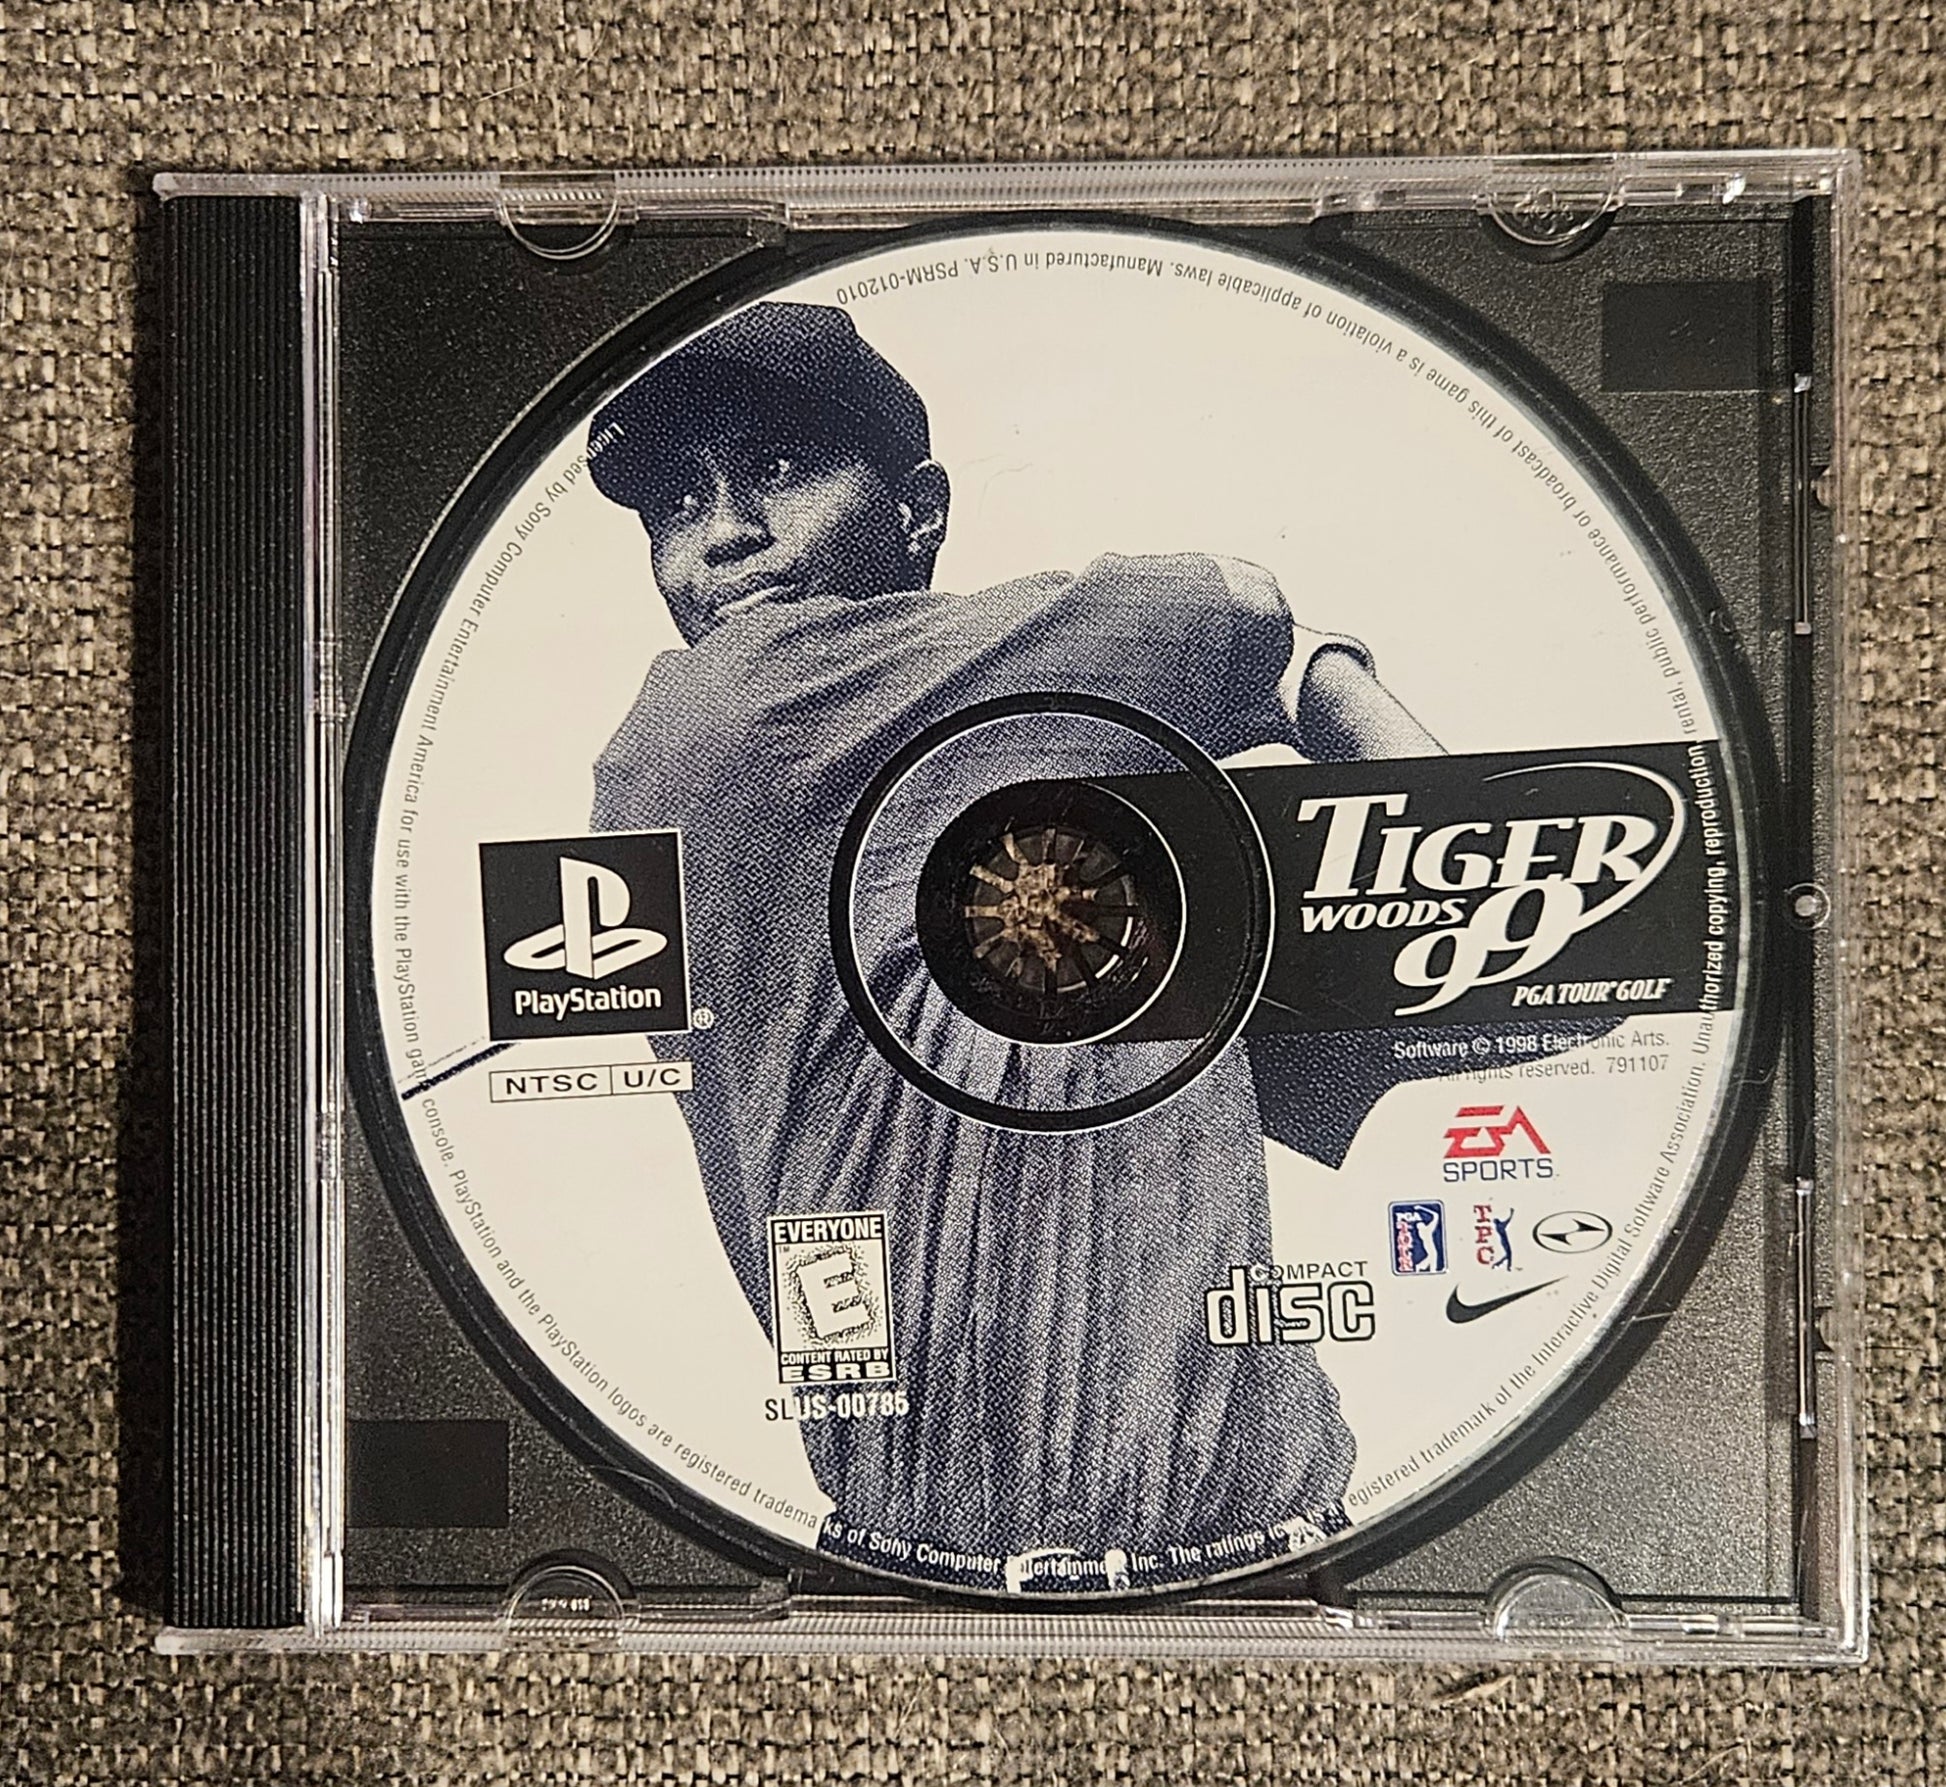 Licensed by Sony Computer Entertainment America for use with the PlayStation game console. PlayStation and the PlayStation logos are registered trademarks of Sony Computer Entertainment Inc. The ratings icon is a registered trademark of the Interactive Digital Software Association. Unauthorized copying, reproduction, rental, public performance or broadcast of this game is a violation of applicable laws. Manufactured in U.S.A. PSRM-012010
TIGER
WOODS 99
PGA TOUR® GOLF
PlayStation
®
NTSC U/C
Software © 1998 Electronic Arts.
All rights reserved. 791107
EA
SPORTS™
PGA TOUR
TPC
EVERYONE
™
E
CONTENT RATED BY
ESRB
SLUS-00785
COMPACT
disc